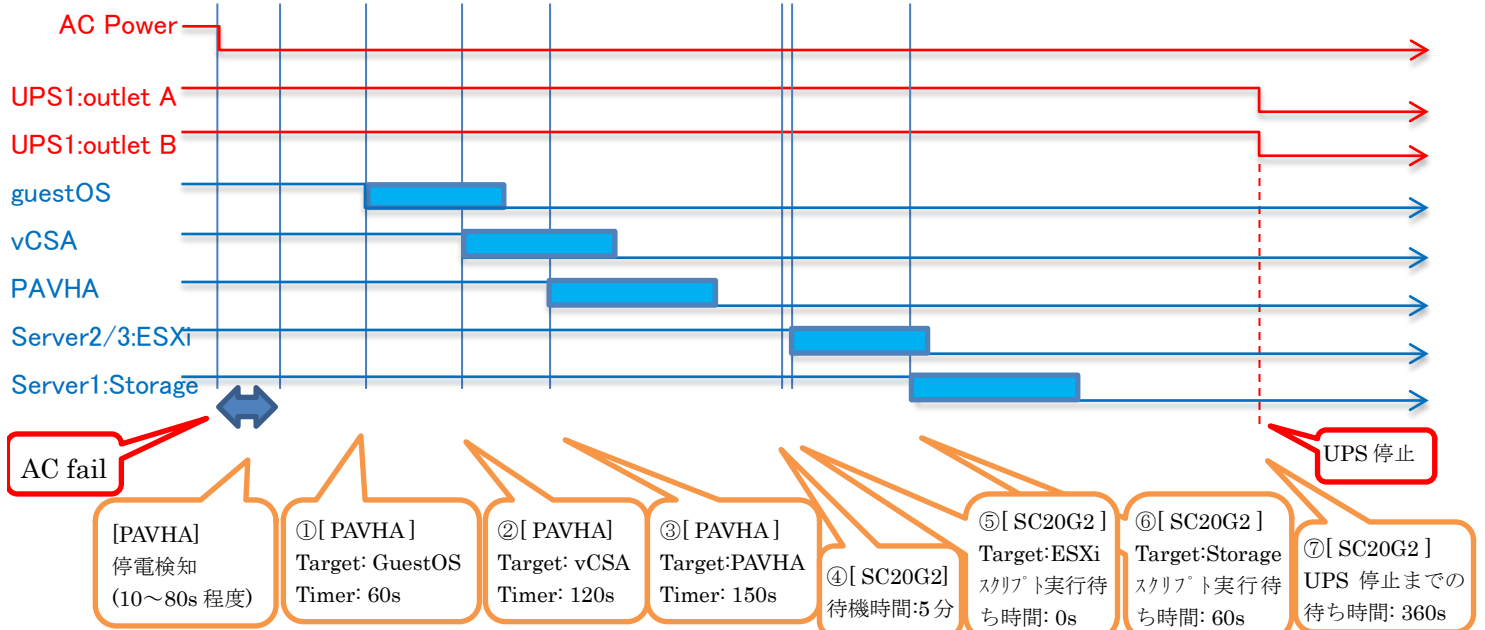 AC Power
UPS1:outlet A
UPS1:outlet B
guestOS
vCSA
PAVHA
Server2/3:ESXi
Server1:Storage
AC fail
UPS 停止
[PAVHA]
停電検知
(10～80s 程度)
①[ PAVHA ]
Target: GuestOS
Timer: 60s
②[ PAVHA]
Target: vCSA
Timer: 120s
③[ PAVHA ]
Target:PAVHA
Timer: 150s
④[ SC20G2]
待機時間:5 分
⑤[ SC20G2 ]
Target:ESXi
ｽｸﾘﾌﾟﾄ実行待
ち時間: 0s
⑥[ SC20G2 ]
Target:Storage
ｽｸﾘﾌﾟﾄ実行待
ち時間: 60s
⑦[ SC20G2 ]
UPS 停止までの
待ち時間: 360s